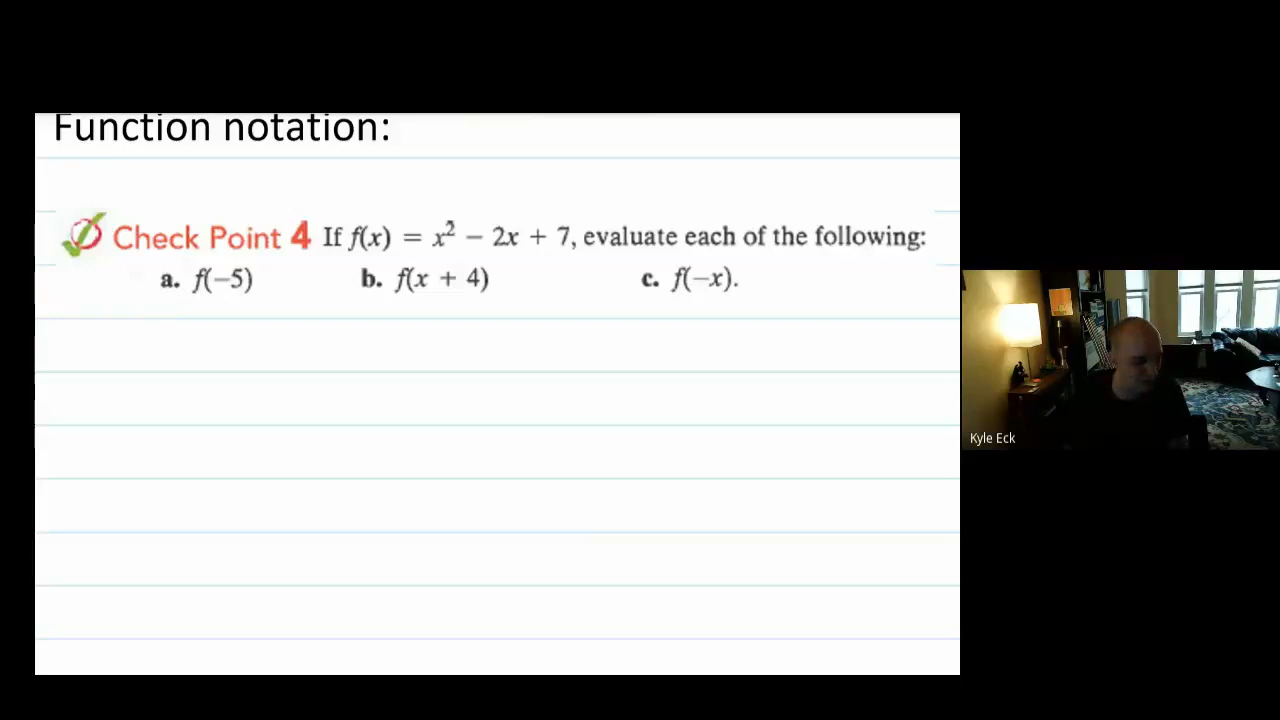 Function notation:
Check Point 4 If f(x) = x² − 2x + 7, evaluate each of the following:
a. f(−5) b. f(x + 4) c. f(−x).
Kyle Eck